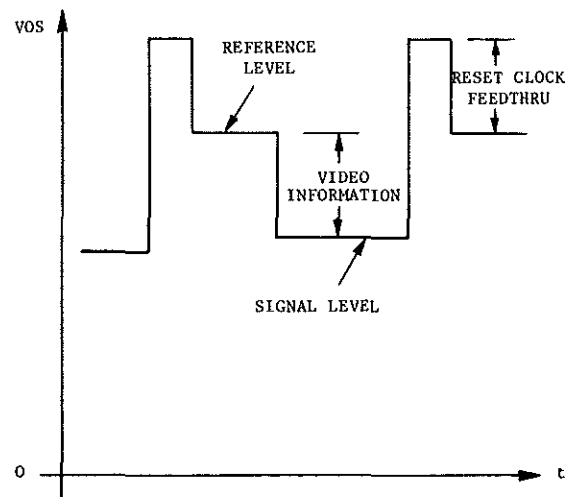 VOS
REFERENCE
LEVEL
RESET CLOCK
FEEDTHRU
VIDEO
INFORMATION
SIGNAL LEVEL
0
t